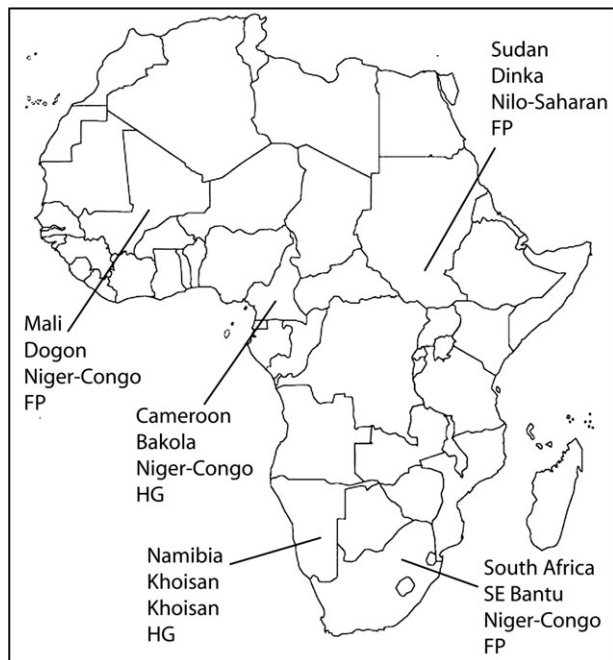 Sudan
Dinka
Nilo-Saharan
FP
Mali
Dogon
Niger-Congo
FP
Cameroon
Bakola
Niger-Congo
HG
Namibia
Khoisan
Khoisan
HG
South Africa
SE Bantu
Niger-Congo
FP